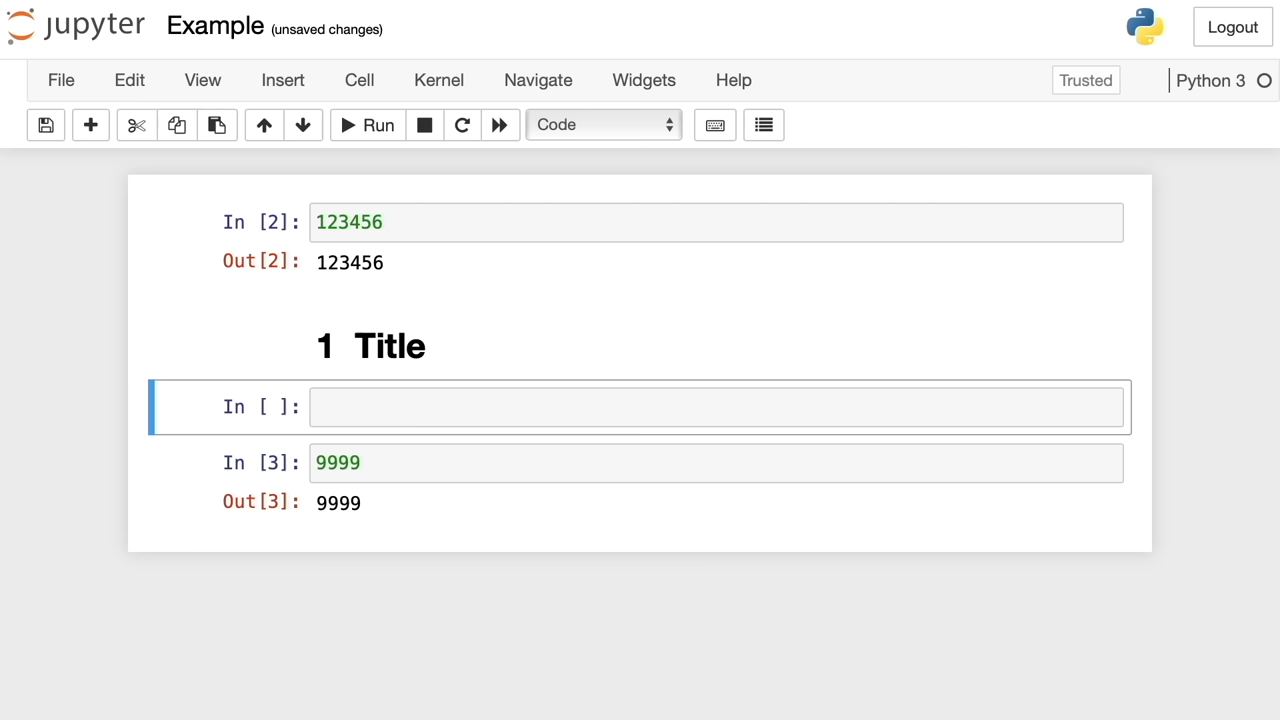 jupyter Example (unsaved changes) Logout
File Edit View Insert Cell Kernel Navigate Widgets Help Trusted Python 3
Run Code
In [2]: 123456
Out[2]: 123456
1 Title
In [ ]:
In [3]: 9999
Out[3]: 9999